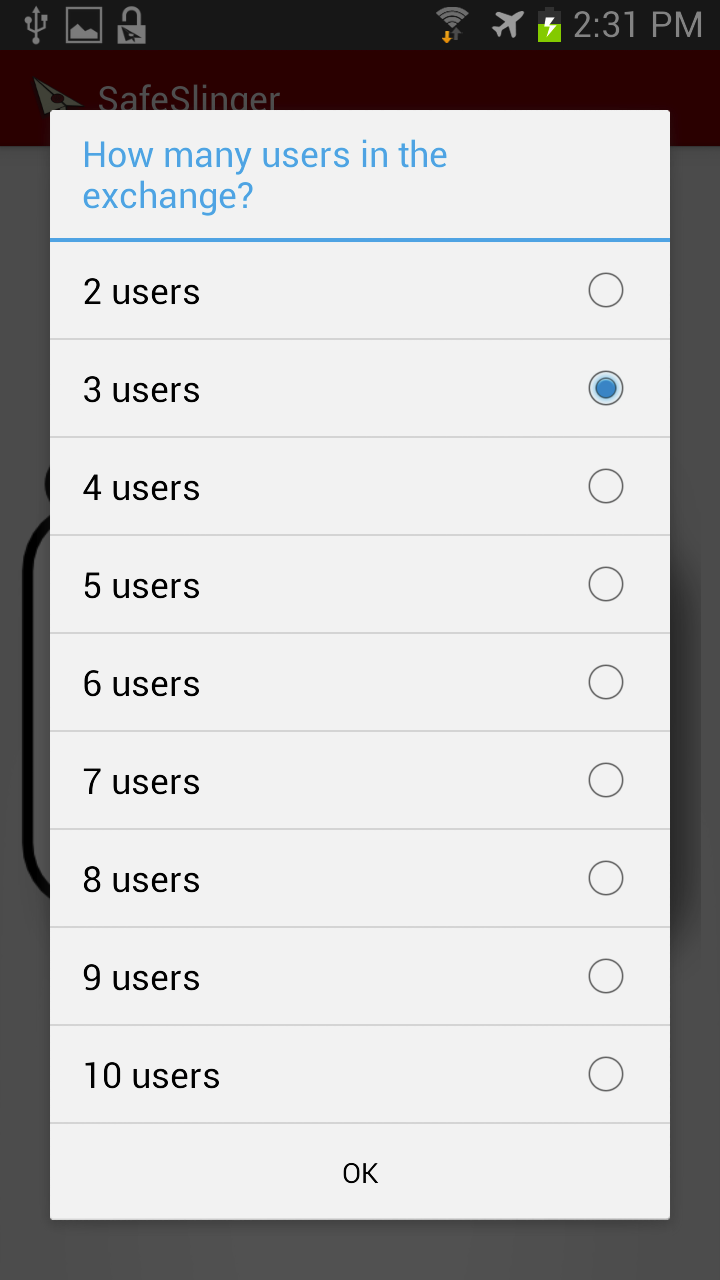 2:31 PM
SafeSlinger
How many users in the
exchange?
2 users
3 users
4 users
5 users
6 users
7 users
8 users
9 users
10 users
OK